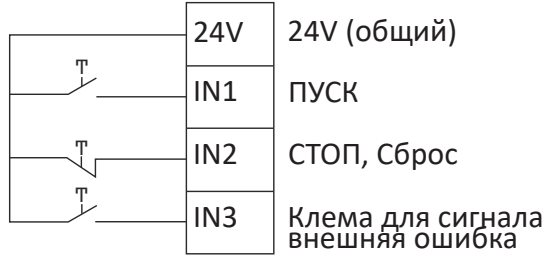 24V 24V (общий)
IN1 ПУСК
IN2 СТОП, Сброс
IN3 Клема для сигнала
внешняя ошибка